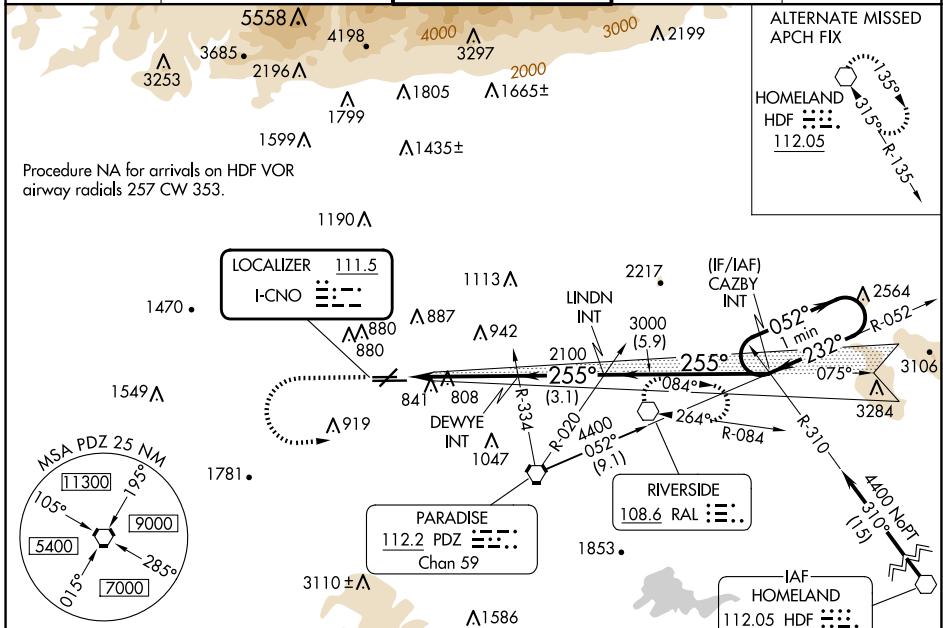 5558
4198
4000
3297
3000
2199
3685
3253
2196
2000
1799
1805
1665±
1599
1435±
ALTERNATE MISSED
APCH FIX
135°
HOMELAND
HDF
112.05
315°
R-135
Procedure NA for arrivals on HDF VOR
airway radials 257 CW 353.
1190
LOCALIZER 111.5
I-CNO
1113
2217
(IF/IAF)
CAZBY
INT
2564
LINDN
INT
052°
R-052
1470
887
880
880
942
3000
(5.9)
1 min
232°
2100
255°
255°
075°
3106
(3.1)
084°
1549
841
808
3284
DEWYE
INT
R-334
R-020
264°
R-084
919
1047
4400
052°
(9.1)
R-310
MSA PDZ 25 NM
11300
195°
105°
9000
5400
285°
015°
7000
1781
PARADISE
112.2 PDZ
Chan 59
RIVERSIDE
108.6 RAL
4400 NoPT
310°
(15)
1853
3110±
1586
IAF
HOMELAND
112.05 HDF